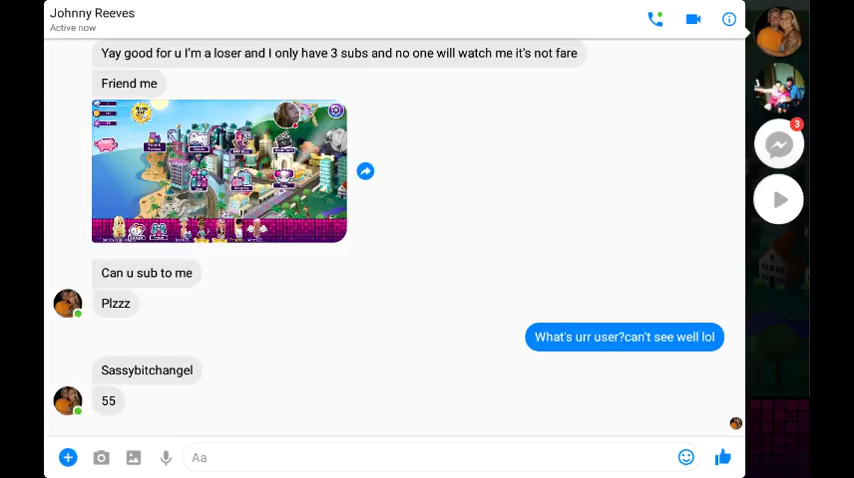 Johnny Reeves
Active now
Yay good for u I'm a loser and I only have 3 subs and no one will watch me it's not fare
Friend me
Can u sub to me
Plzzz
What's urr user?can't see well lol
Sassybitchangel
55
Aa
3